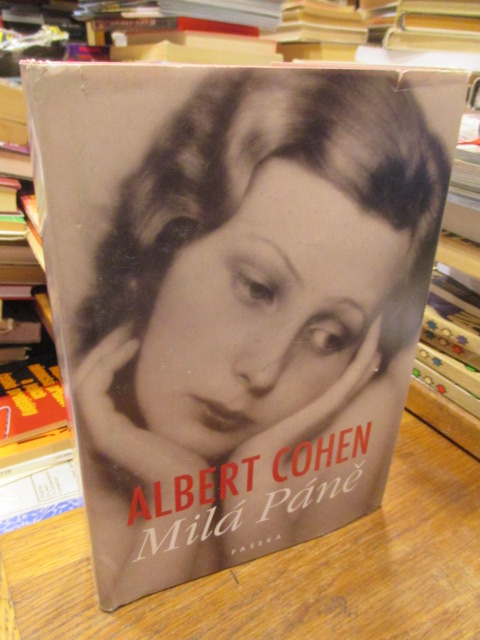 ALBERT COHEN
Milá Páně
PASEKA